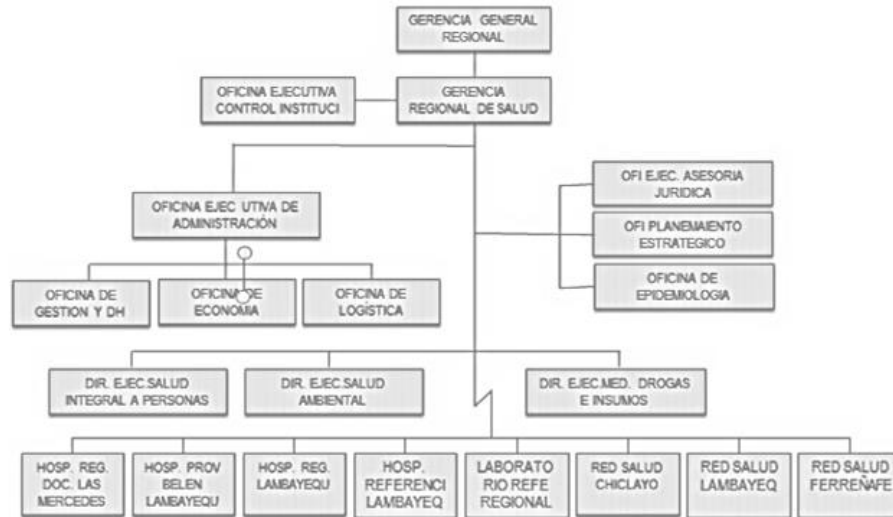 GERENCIA GENERAL
REGIONAL
OFICINA EJECUTIVA
CONTROL INSTITUCI
GERENCIA
REGIONAL DE SALUD
OFICINA EJEC UTIVA DE
ADMINISTRACIÓN
OFI EJEC. ASESORIA
JURIDICA
OFI PLANEMAIENTO
ESTRATEGICO
OFICINA DE
EPIDEMIOLOGIA
OFICINA DE
GESTION Y DH
OFICINA DE
ECONOMIA
OFICINA DE
LOGÍSTICA
DIR. EJEC.SALUD
INTEGRAL A PERSONAS
DIR. EJEC.SALUD
AMBIENTAL
DIR. EJEC.MED. DROGAS
E INSUMOS
HOSP. REG.
DOC. LAS
MERCEDES
HOSP. PROV
BELEN
LAMBAYEQU
HOSP. REG.
LAMBAYEQU
HOSP.
REFERENCI
LAMBAYEQ
LABORATO
RIO REFE
REGIONAL
RED SALUD
CHICLAYO
RED SALUD
LAMBAYEQ
RED SALUD
FERREÑAFE